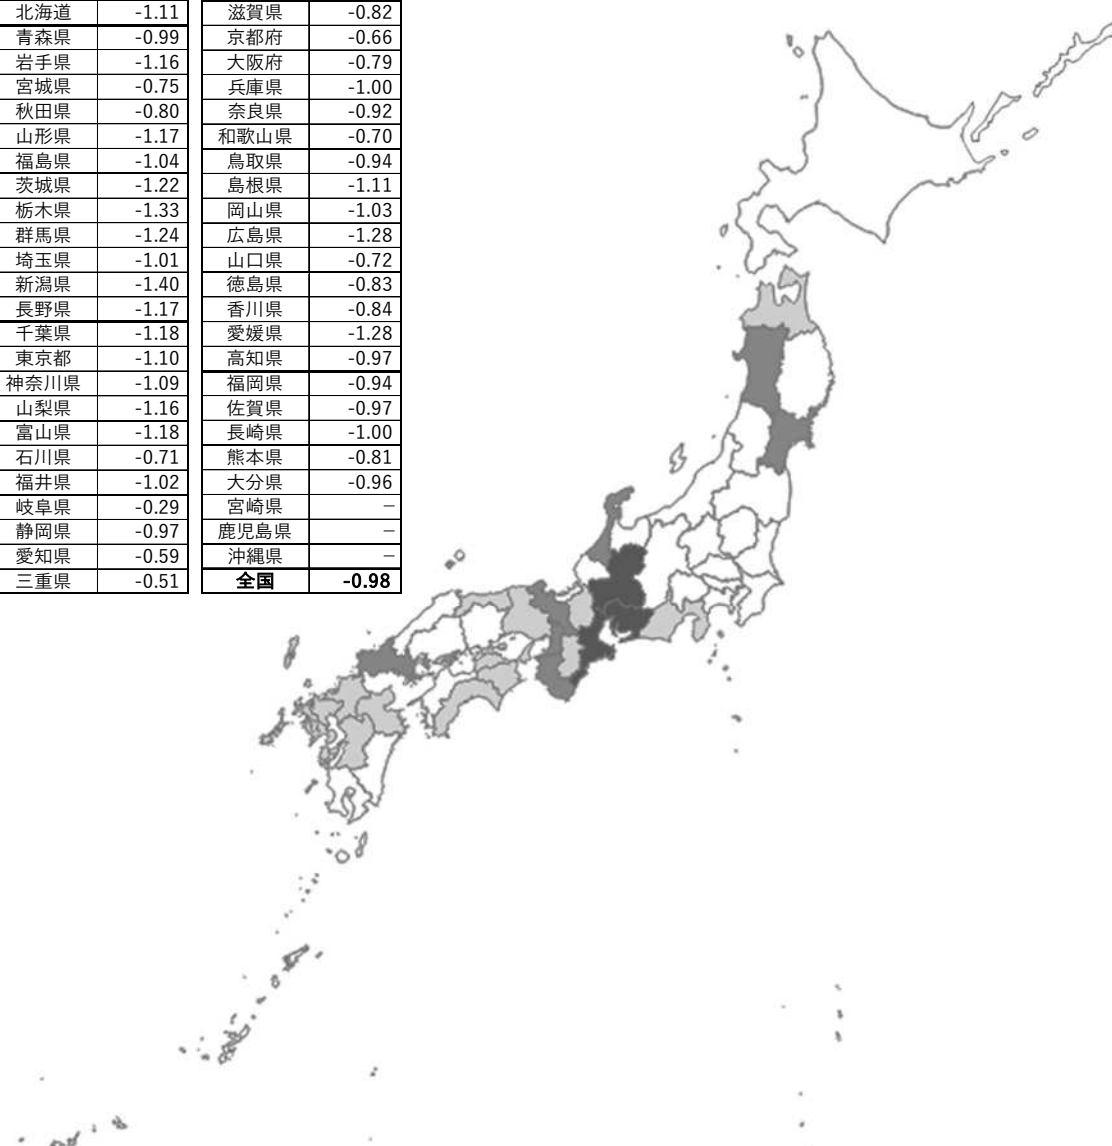 北海道 -1.11
青森県 -0.99
岩手県 -1.16
宮城県 -0.75
秋田県 -0.80
山形県 -1.17
福島県 -1.04
茨城県 -1.22
栃木県 -1.33
群馬県 -1.24
埼玉県 -1.01
新潟県 -1.40
長野県 -1.17
千葉県 -1.18
東京都 -1.10
神奈川県 -1.09
山梨県 -1.16
富山県 -1.18
石川県 -0.71
福井県 -1.02
岐阜県 -0.29
静岡県 -0.97
愛知県 -0.59
三重県 -0.51
滋賀県 -0.82
京都府 -0.66
大阪府 -0.79
兵庫県 -1.00
奈良県 -0.92
和歌山県 -0.70
鳥取県 -0.94
島根県 -1.11
岡山県 -1.03
広島県 -1.28
山口県 -0.72
徳島県 -0.83
香川県 -0.84
愛媛県 -1.28
高知県 -0.97
福岡県 -0.94
佐賀県 -0.97
長崎県 -1.00
熊本県 -0.81
大分県 -0.96
宮崎県 –
鹿児島県 –
沖縄県 –
全国 -0.98